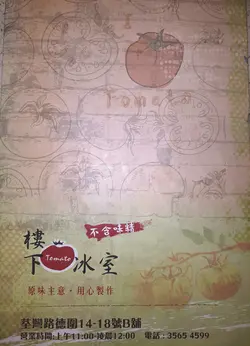 Tomato
不含味精
樓下冰室
Tomato
原味主意·用心製作
荃灣路德圍14-18號B舖
營業時間:上午11:00-凌晨12:00 電話:3565 4599